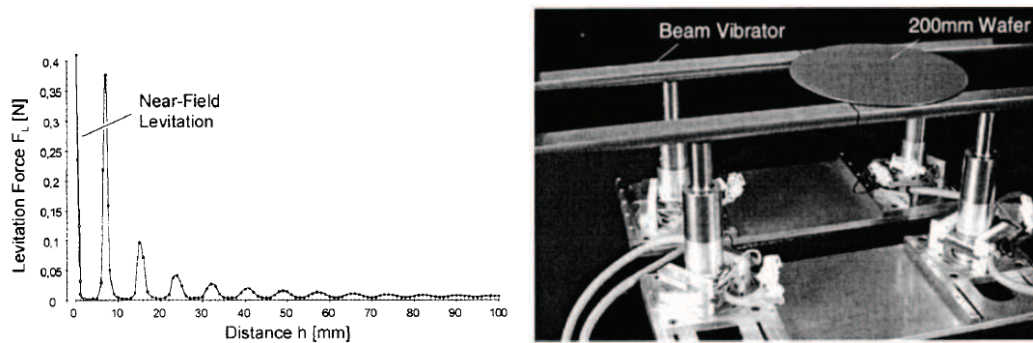 Levitation Force F_L [N]
0,4
0,35
0,3
0,25
0,2
0,15
0,1
0,05
0
Near-Field
Levitation
0 10 20 30 40 50 60 70 80 90 100
Distance h [mm]
Beam Vibrator
200mm Wafer